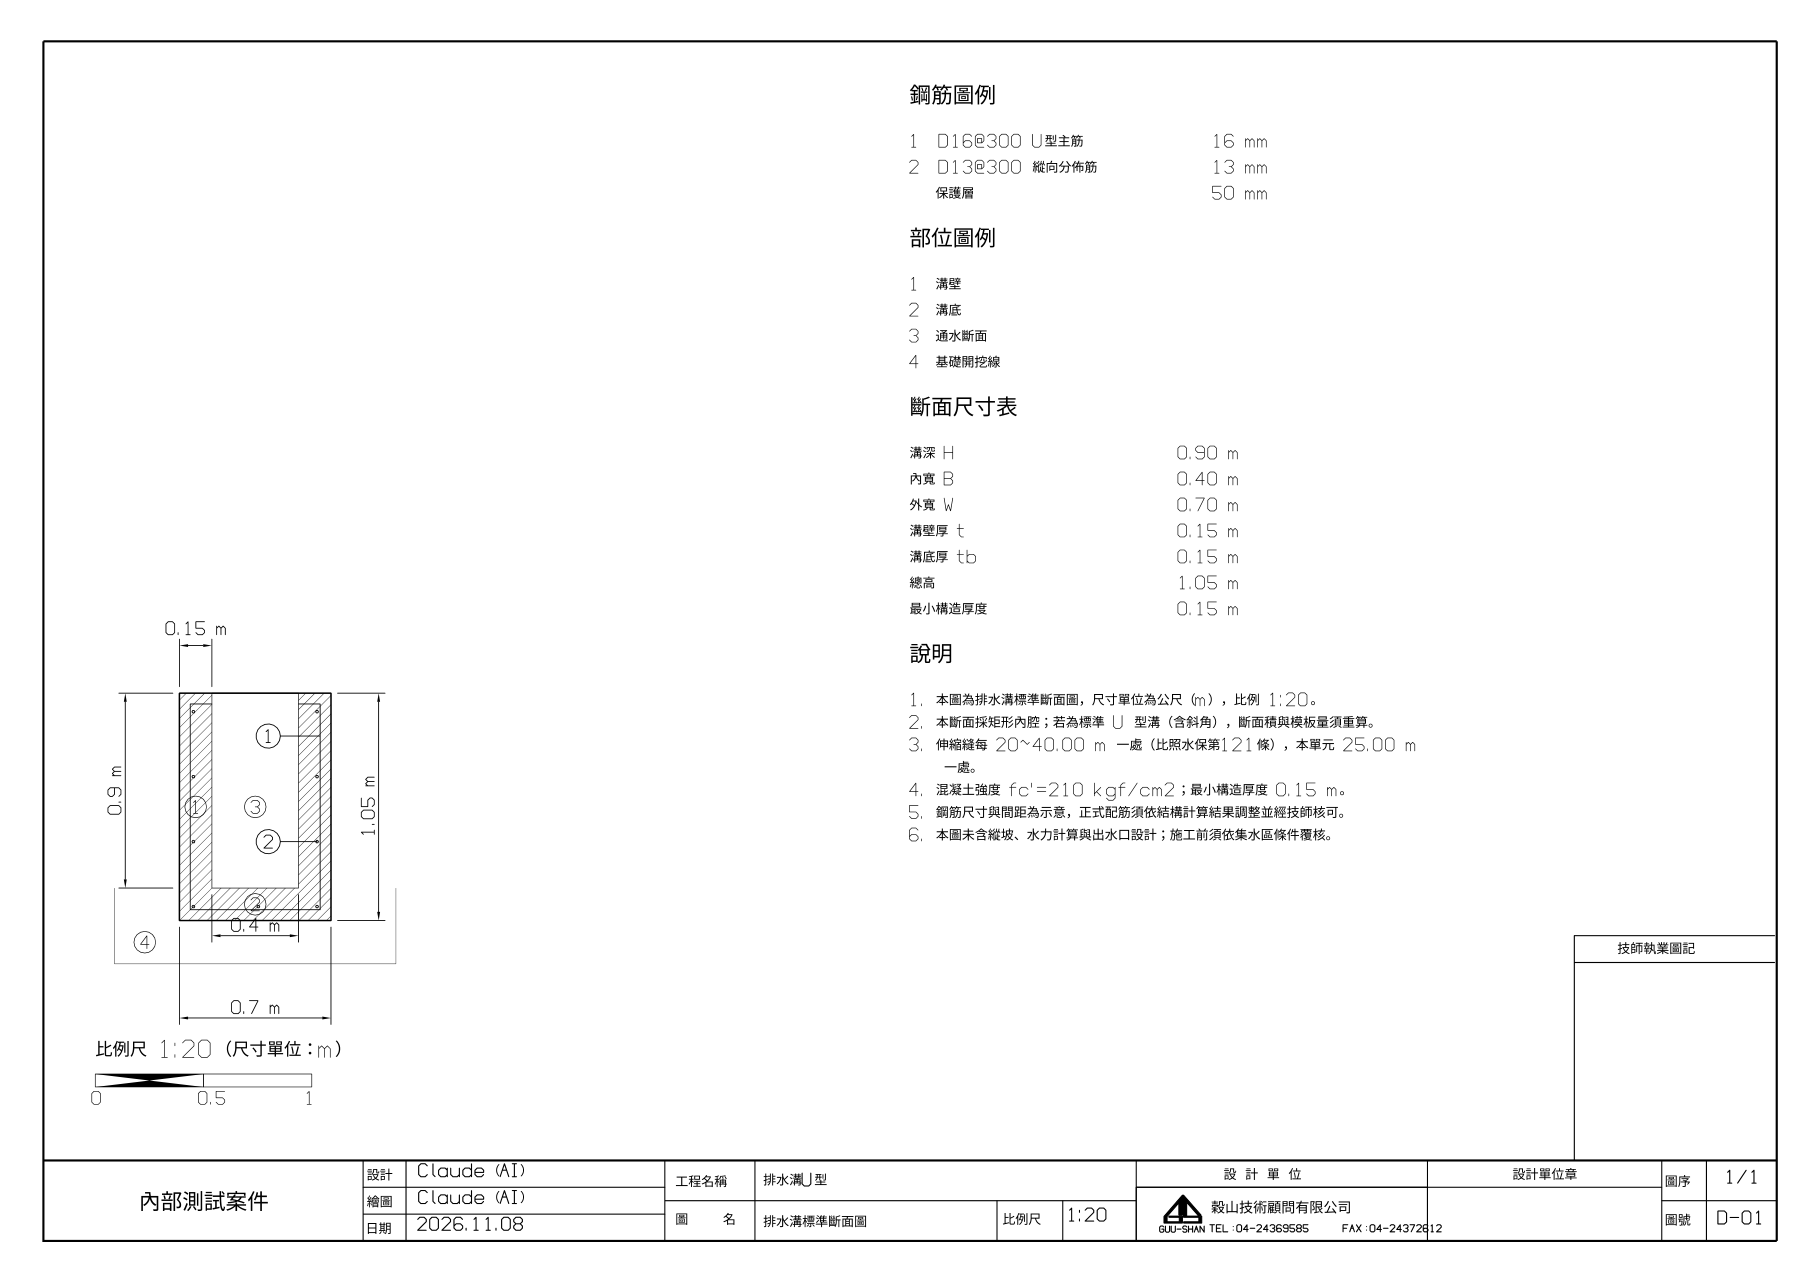 鋼筋圖例
1 D16@300 U型主筋 16 mm
2 D13@300 縱向分佈筋 13 mm
保護層 50 mm
部位圖例
1 溝壁
2 溝底
3 通水斷面
4 基礎開挖線
斷面尺寸表
溝深 H 0.90 m
內寬 B 0.40 m
外寬 W 0.70 m
溝壁厚 t 0.15 m
溝底厚 tb 0.15 m
總高 1.05 m
最小構造厚度 0.15 m
說明
1. 本圖為排水溝標準斷面圖，尺寸單位為公尺（m），比例 1:20。
2. 本斷面採矩形內腔；若為標準 U 型溝（含斜角），斷面積與模板量須重算。
3. 伸縮縫每 20~40.00 m 一處（比照水保第121條），本單元 25.00 m
一處。
4. 混凝土強度 fc'=210 kgf/cm2；最小構造厚度 0.15 m。
5. 鋼筋尺寸與間距為示意，正式配筋須依結構計算結果調整並經技師核可。
6. 本圖未含縱坡、水力計算與出水口設計；施工前須依集水區條件覆核。
0.15 m
1
0.9 m
1.05 m
1
3
2
2
0.4 m
4
0.7 m
比例尺 1:20 （尺寸單位：m）
0 0.5 1
技師執業圖記
內部測試案件
設計 Claude (AI)
繪圖 Claude (AI)
日期 2026.11.08
工程名稱 排水溝U型
圖 名 排水溝標準斷面圖
比例尺 1:20
設 計 單 位
穀山技術顧問有限公司
GUU-SHAN TEL:04-24369585 FAX:04-24372612
設計單位章
圖序 1/1
圖號 D-01